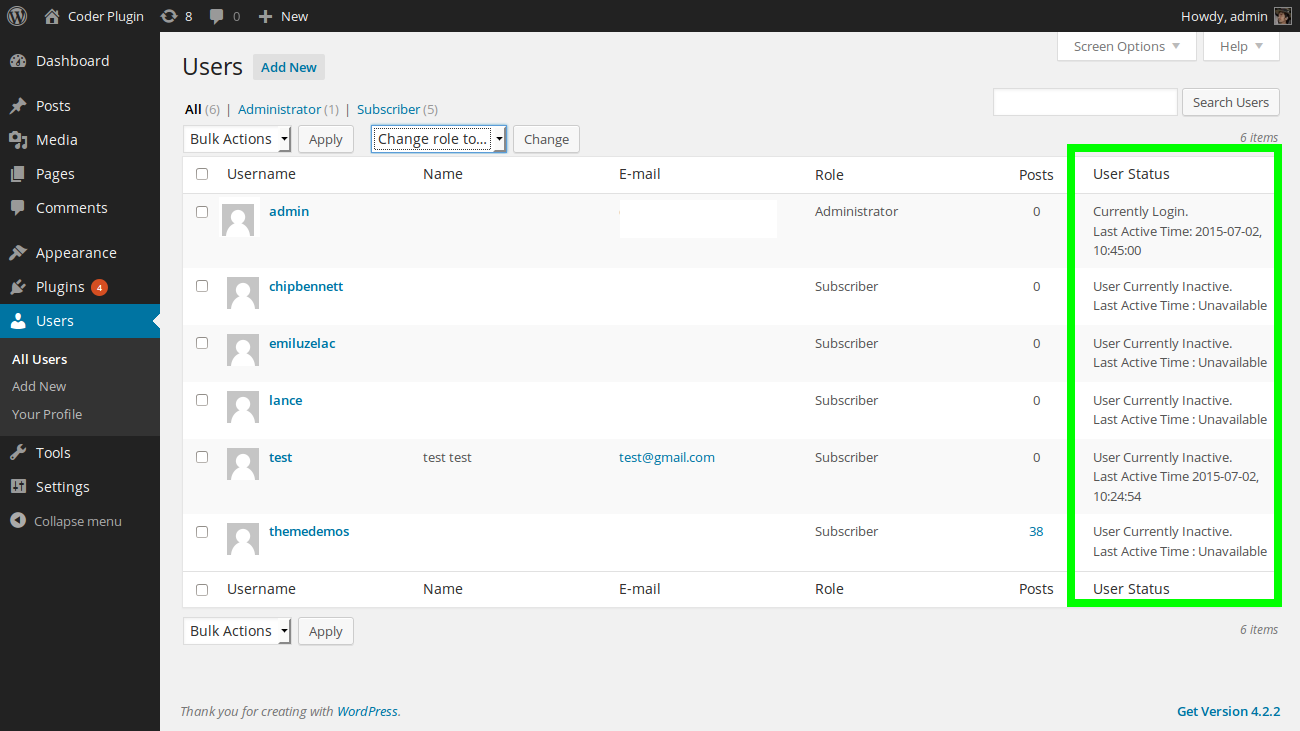 Coder Plugin 8 0 New Howdy, admin
Dashboard
Posts
Media
Pages
Comments
Appearance
Plugins 4
Users
All Users
Add New
Your Profile
Tools
Settings
Collapse menu
Screen Options Help
Users Add New
All (6) | Administrator (1) | Subscriber (5)
Search Users
Bulk Actions Apply Change role to... Change
6 items
Username Name E-mail Role Posts User Status
admin Administrator 0 Currently Login.
Last Active Time: 2015-07-02,
10:45:00
chipbennett Subscriber 0 User Currently Inactive.
Last Active Time : Unavailable
emiluzelac Subscriber 0 User Currently Inactive.
Last Active Time : Unavailable
lance Subscriber 0 User Currently Inactive.
Last Active Time : Unavailable
test test test test@gmail.com Subscriber 0 User Currently Inactive.
Last Active Time 2015-07-02,
10:24:54
themedemos Subscriber 38 User Currently Inactive.
Last Active Time : Unavailable
Username Name E-mail Role Posts User Status
Bulk Actions Apply
6 items
Thank you for creating with WordPress.
Get Version 4.2.2